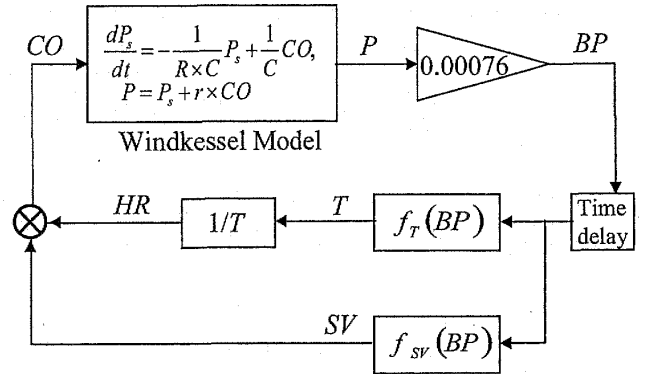 CO
dP_s/dt = -1/(R×C) P_s + 1/C CO,
P = P_s + r×CO
P
0.00076
BP
Windkessel Model
HR
1/T
T
f_T(BP)
Time
delay
SV
f_SV(BP)